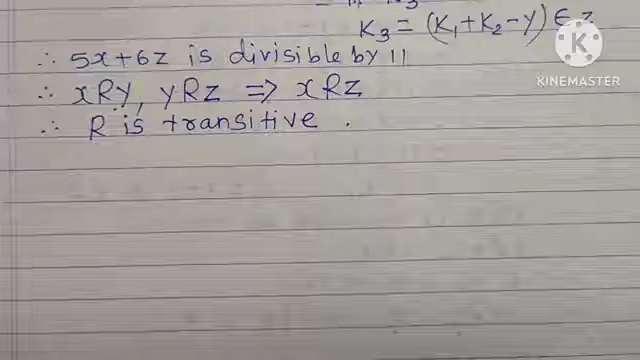 K₃ = (K₁+K₂-y) ∈ z
∴ 5x+6z is divisible by 11
∴ xRy, yRz ⇒ xRz
∴ R is transitive .
KINEMASTER